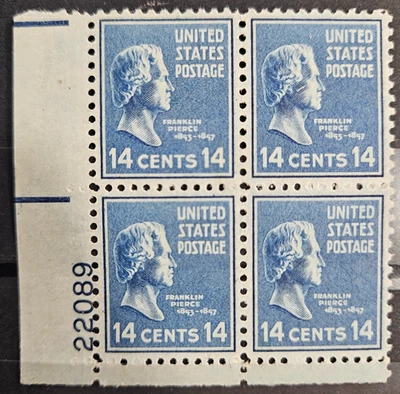 UNITED
STATES
POSTAGE
FRANKLIN
PIERCE
1853-1857
14 CENTS 14
UNITED
STATES
POSTAGE
FRANKLIN
PIERCE
1853-1857
14 CENTS 14
UNITED
STATES
POSTAGE
FRANKLIN
PIERCE
1853-1857
14 CENTS 14
UNITED
STATES
POSTAGE
FRANKLIN
PIERCE
1853-1857
14 CENTS 14
22089